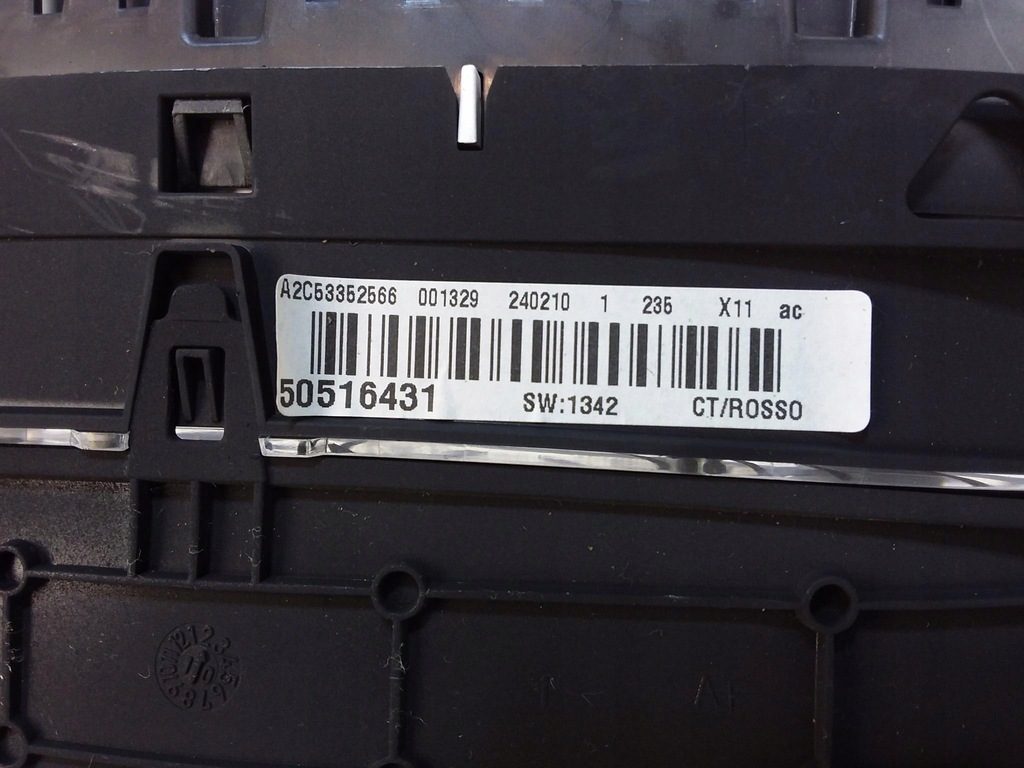 A2C53352566 001329 240210 1 235 X11 ac
50516431 SW:1342 CT/ROSSO